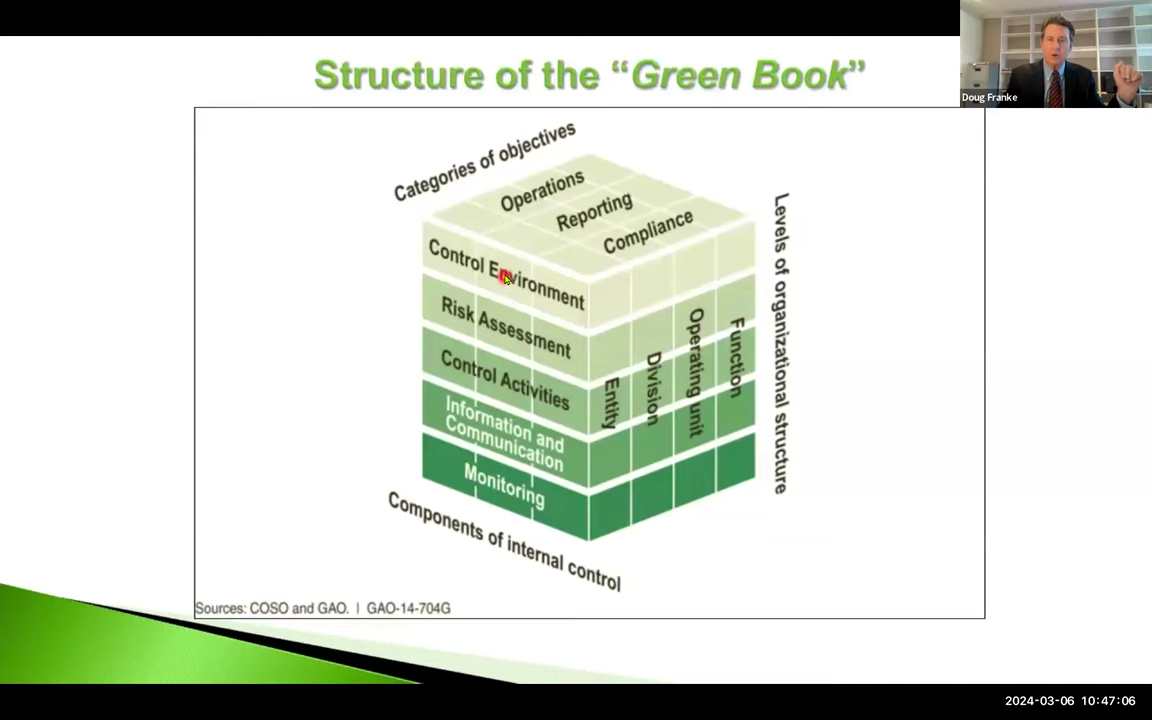 Structure of the “Green Book”
Doug Franke
Categories of objectives
Operations
Reporting
Compliance
Control Environment
Risk Assessment
Control Activities
Information and
Communication
Monitoring
Entity
Division
Operating unit
Function
Levels of organizational structure
Components of internal control
Sources: COSO and GAO. | GAO-14-704G
2024-03-06 10:47:06